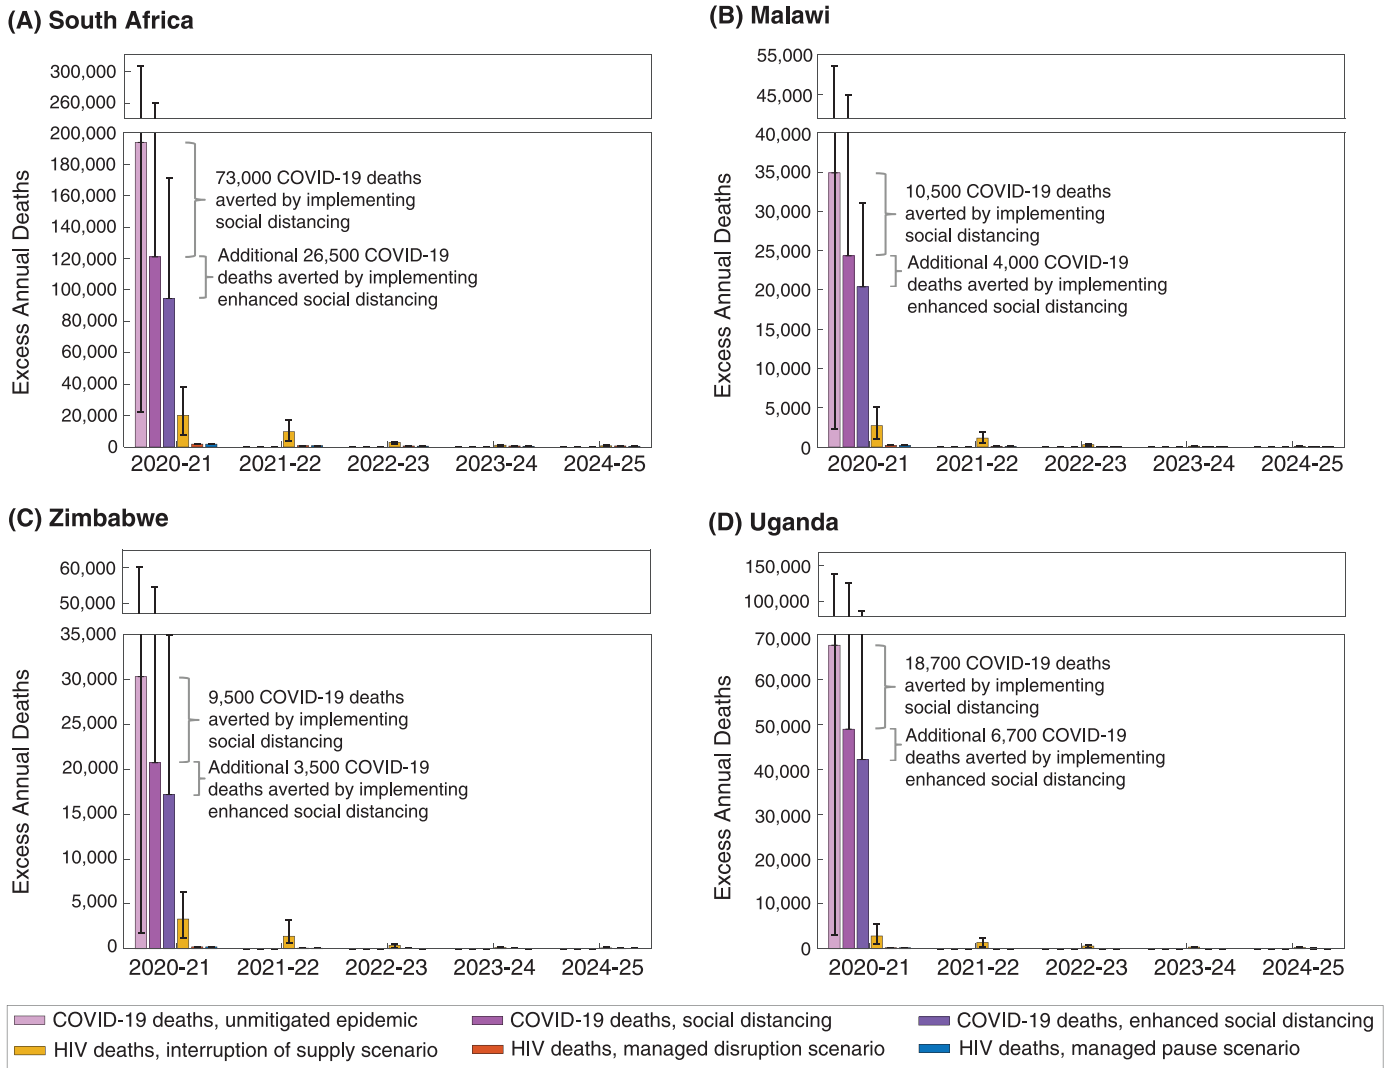 (A) South Africa
Excess Annual Deaths
300,000
260,000
200,000
180,000
160,000
140,000
120,000
100,000
80,000
60,000
40,000
20,000
0
73,000 COVID-19 deaths
averted by implementing
social distancing
Additional 26,500 COVID-19
deaths averted by implementing
enhanced social distancing
2020-21
2021-22
2022-23
2023-24
2024-25
(B) Malawi
Excess Annual Deaths
55,000
45,000
40,000
35,000
30,000
25,000
20,000
15,000
10,000
5,000
0
10,500 COVID-19 deaths
averted by implementing
social distancing
Additional 4,000 COVID-19
deaths averted by implementing
enhanced social distancing
2020-21
2021-22
2022-23
2023-24
2024-25
(C) Zimbabwe
Excess Annual Deaths
60,000
50,000
35,000
30,000
25,000
20,000
15,000
10,000
5,000
0
9,500 COVID-19 deaths
averted by implementing
social distancing
Additional 3,500 COVID-19
deaths averted by implementing
enhanced social distancing
2020-21
2021-22
2022-23
2023-24
2024-25
(D) Uganda
Excess Annual Deaths
150,000
100,000
70,000
60,000
50,000
40,000
30,000
20,000
10,000
0
18,700 COVID-19 deaths
averted by implementing
social distancing
Additional 6,700 COVID-19
deaths averted by implementing
enhanced social distancing
2020-21
2021-22
2022-23
2023-24
2024-25
COVID-19 deaths, unmitigated epidemic
COVID-19 deaths, social distancing
COVID-19 deaths, enhanced social distancing
HIV deaths, interruption of supply scenario
HIV deaths, managed disruption scenario
HIV deaths, managed pause scenario